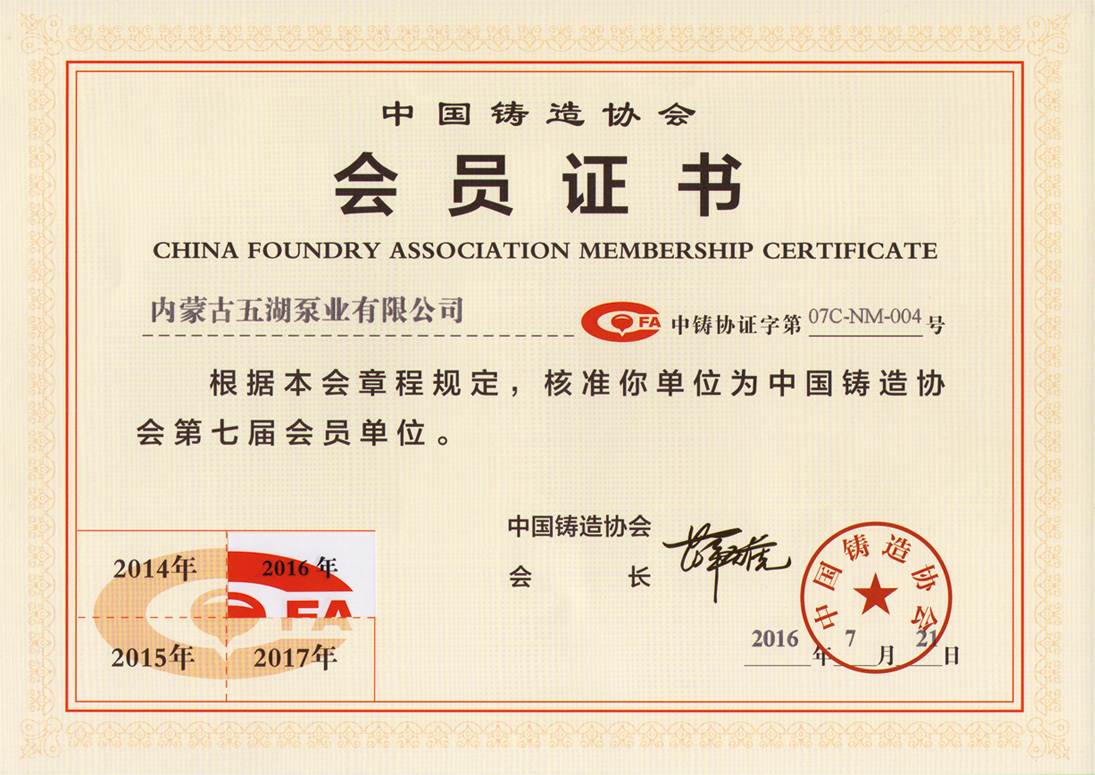 中国铸造协会
会员证书
CHINA FOUNDRY ASSOCIATION MEMBERSHIP CERTIFICATE
内蒙古五湖泵业有限公司
FA 中铸协证字第 07C-NM-004 号
根据本会章程规定，核准你单位为中国铸造协
会第七届会员单位。
中国铸造协会
会 长
中国铸造协会
2016 年 7 月 21 日
2014年 2016年
FA
2015年 2017年